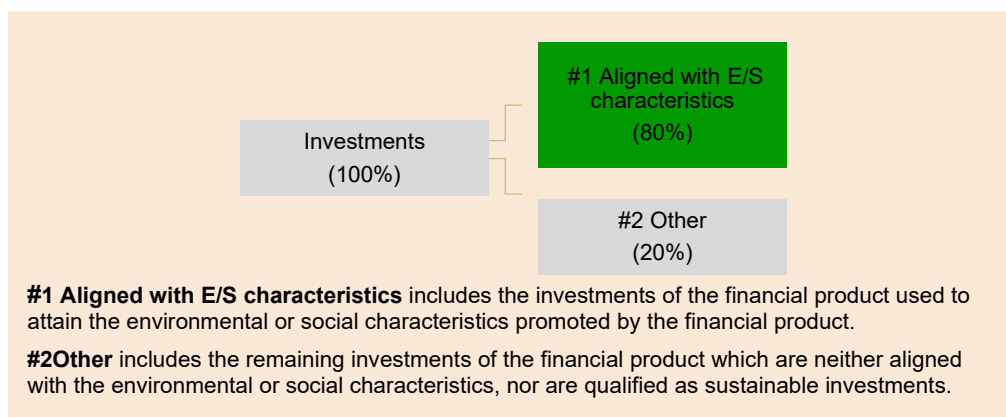 #1 Aligned with E/S
characteristics
(80%)
Investments
(100%)
#2 Other
(20%)
#1 Aligned with E/S characteristics includes the investments of the financial product used to
attain the environmental or social characteristics promoted by the financial product.
#2Other includes the remaining investments of the financial product which are neither aligned
with the environmental or social characteristics, nor are qualified as sustainable investments.